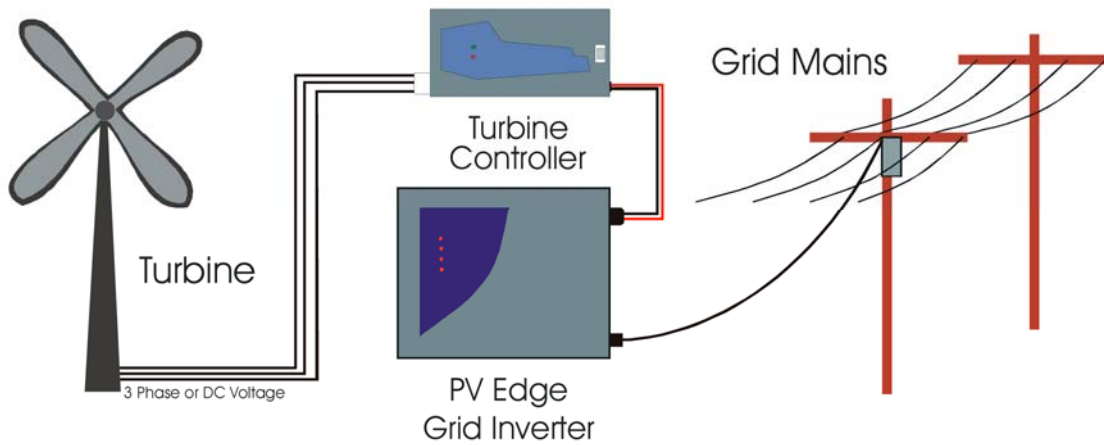 Turbine
Controller
Grid Mains
Turbine
3 Phase or DC Voltage
PV Edge
Grid Inverter